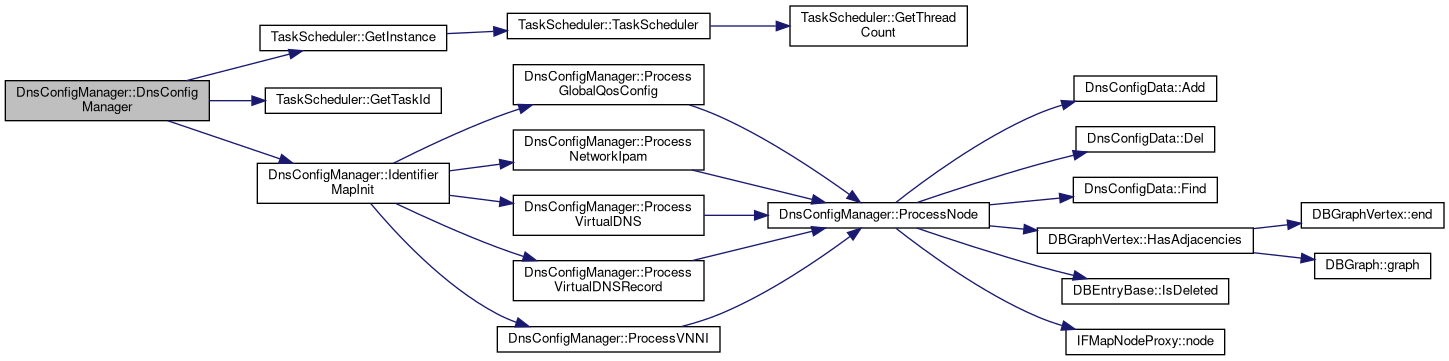 DnsConfigManager::DnsConfig
Manager
TaskScheduler::GetInstance
TaskScheduler::GetTaskId
DnsConfigManager::Identifier
MapInit
TaskScheduler::TaskScheduler
TaskScheduler::GetThread
Count
DnsConfigManager::Process
GlobalQosConfig
DnsConfigManager::Process
NetworkIpam
DnsConfigManager::Process
VirtualDNS
DnsConfigManager::Process
VirtualDNSRecord
DnsConfigManager::ProcessVNNI
DnsConfigManager::ProcessNode
DnsConfigData::Add
DnsConfigData::Del
DnsConfigData::Find
DBGraphVertex::HasAdjacencies
DBEntryBase::IsDeleted
IFMapNodeProxy::node
DBGraphVertex::end
DBGraph::graph